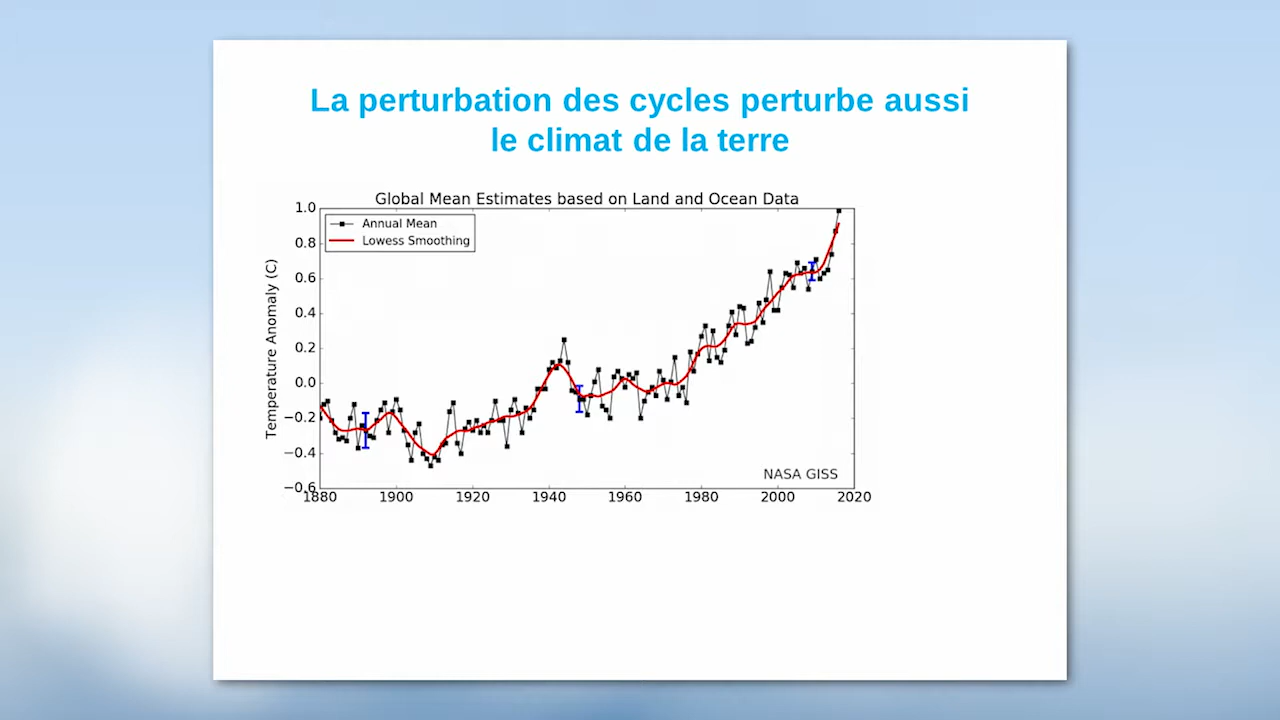 La perturbation des cycles perturbe aussi
le climat de la terre
Global Mean Estimates based on Land and Ocean Data
Annual Mean
Lowess Smoothing
Temperature Anomaly (C)
1.0
0.8
0.6
0.4
0.2
0.0
−0.2
−0.4
−0.6
NASA GISS
1880 1900 1920 1940 1960 1980 2000 2020